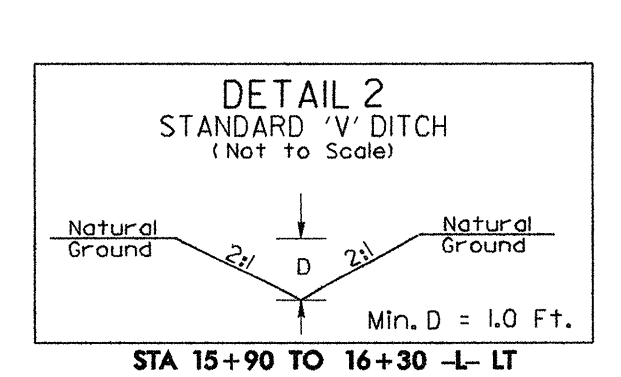 DETAIL 2
STANDARD 'V' DITCH
(Not to Scale)
Natural
Ground
2:1
D
2:1
Natural
Ground
Min. D = 1.0 Ft.
STA 15+90 TO 16+30 -L- LT